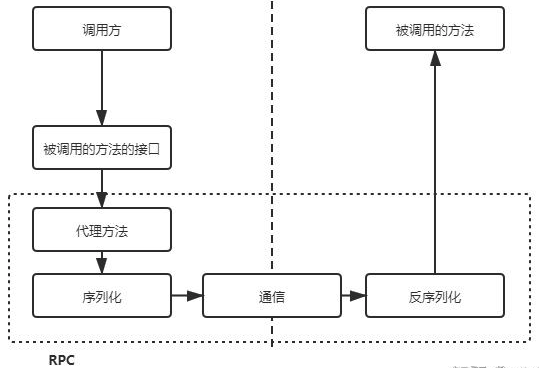 调用方
被调用的方法
被调用的方法的接口
代理方法
序列化
通信
反序列化
RPC